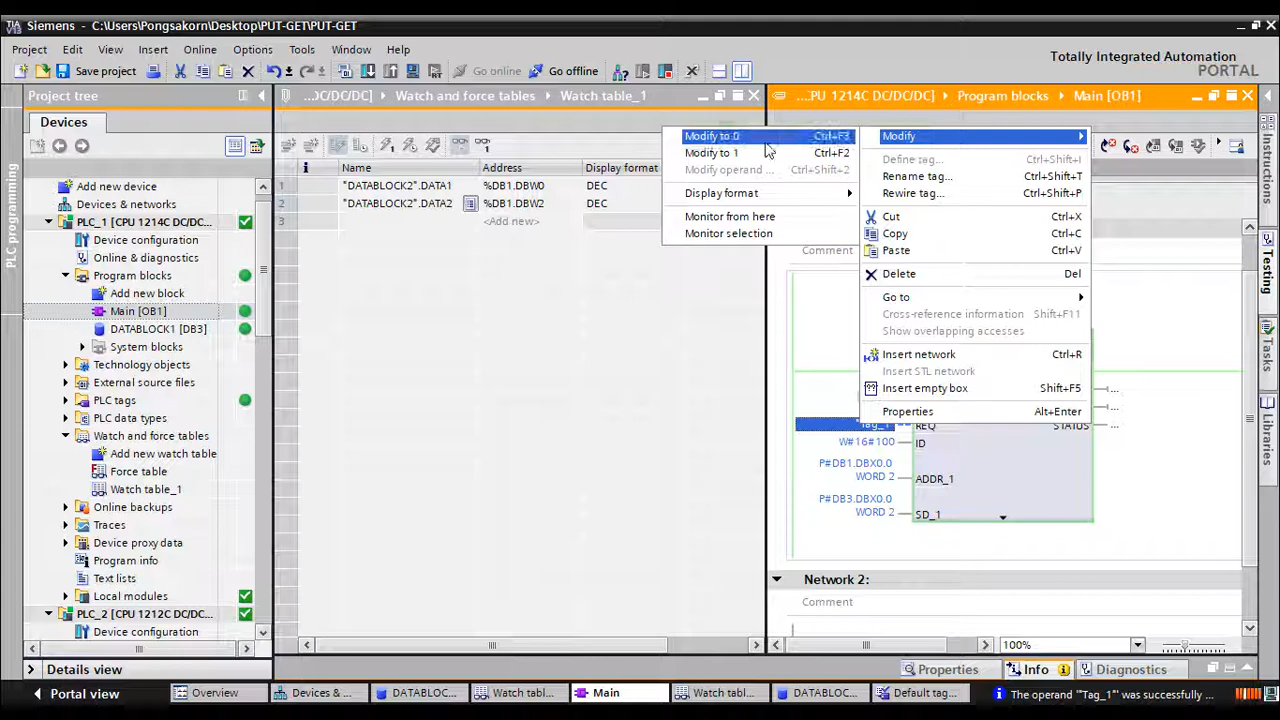 Siemens - C:\Users\Pongsakorn\Desktop\PUT-GET\PUT-GET
TIA
V13
Project Edit View Insert Online Options Tools Window Help
Totally Integrated Automation
PORTAL
Save project
Go online
Go offline
Project tree
Devices
Add new device
Devices & networks
PLC_1 [CPU 1214C DC/DC...
Device configuration
Online & diagnostics
Program blocks
Add new block
Main [OB1]
DATABLOCK1 [DB3]
System blocks
Technology objects
External source files
PLC tags
PLC data types
Watch and force tables
Add new watch table
Force table
Watch table_1
Online backups
Traces
Device proxy data
Program info
Text lists
Local modules
PLC_2 [CPU 1212C DC/DC...
Device configuration
Details view
PLC programming
...DC/DC/DC] Watch and force tables Watch table_1
i Name Address Display format
1 "DATABLOCK2".DATA1 %DB1.DBW0 DEC
2 "DATABLOCK2".DATA2 %DB1.DBW2 DEC
3 <Add new>
...PU 1214C DC/DC/DC] Program blocks Main [OB1]
Modify to 0 Ctrl+F3
Modify to 1 Ctrl+F2
Modify operand ... Ctrl+Shift+2
Display format
Monitor from here
Monitor selection
Modify
Define tag... Ctrl+Shift+I
Rename tag... Ctrl+Shift+T
Rewire tag... Ctrl+Shift+P
Cut Ctrl+X
Copy Ctrl+C
Paste Ctrl+V
Delete Del
Go to
Cross-reference information Shift+F11
Show overlapping accesses
Insert network Ctrl+R
Insert STL network
Insert empty box Shift+F5
Properties Alt+Enter
Comment
REQ STATUS
W#16#100 ID
P#DB1.DBX0.0
WORD 2 ADDR_1
P#DB3.DBX0.0
WORD 2 SD_1
...
...
...
Network 2:
Comment
100%
Testing
Tasks
Libraries
Properties Info Diagnostics
Portal view
Overview
Devices & ...
DATABLOC...
Watch tabl...
Main
Watch tabl...
DATABLOC...
Default tag...
The operand '"Tag_1"' was successfully ...